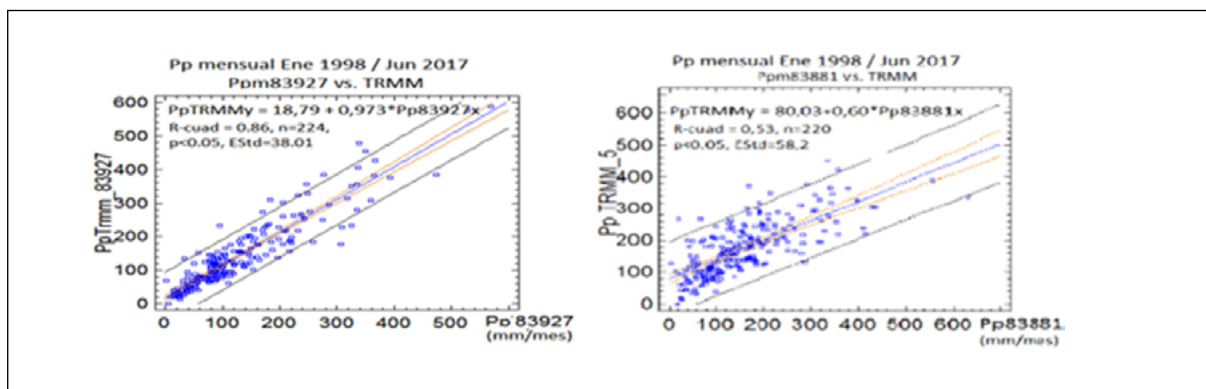 Pp mensual Ene 1998 / Jun 2017
Ppm83927 vs. TRMM
PpTRMMy = 18,79 + 0,973*Pp83927x
R-cuad = 0.86, n=224,
p<0.05, EStd=38.01
PpTrmm_83927
600
500
400
300
200
100
0
0 100 200 300 400 500
Pp 83927
(mm/mes)
Pp mensual Ene 1998 / Jun 2017
Ppm83881 vs. TRMM
PpTRMMy = 80,03+0,60*Pp83881x
R-cuad = 0,53, n=220
p<0.05, EStd=58,2
Pp TRMM_5
600
500
400
300
200
100
0
0 100 200 300 400 500 600
Pp83881.
(mm/mes)